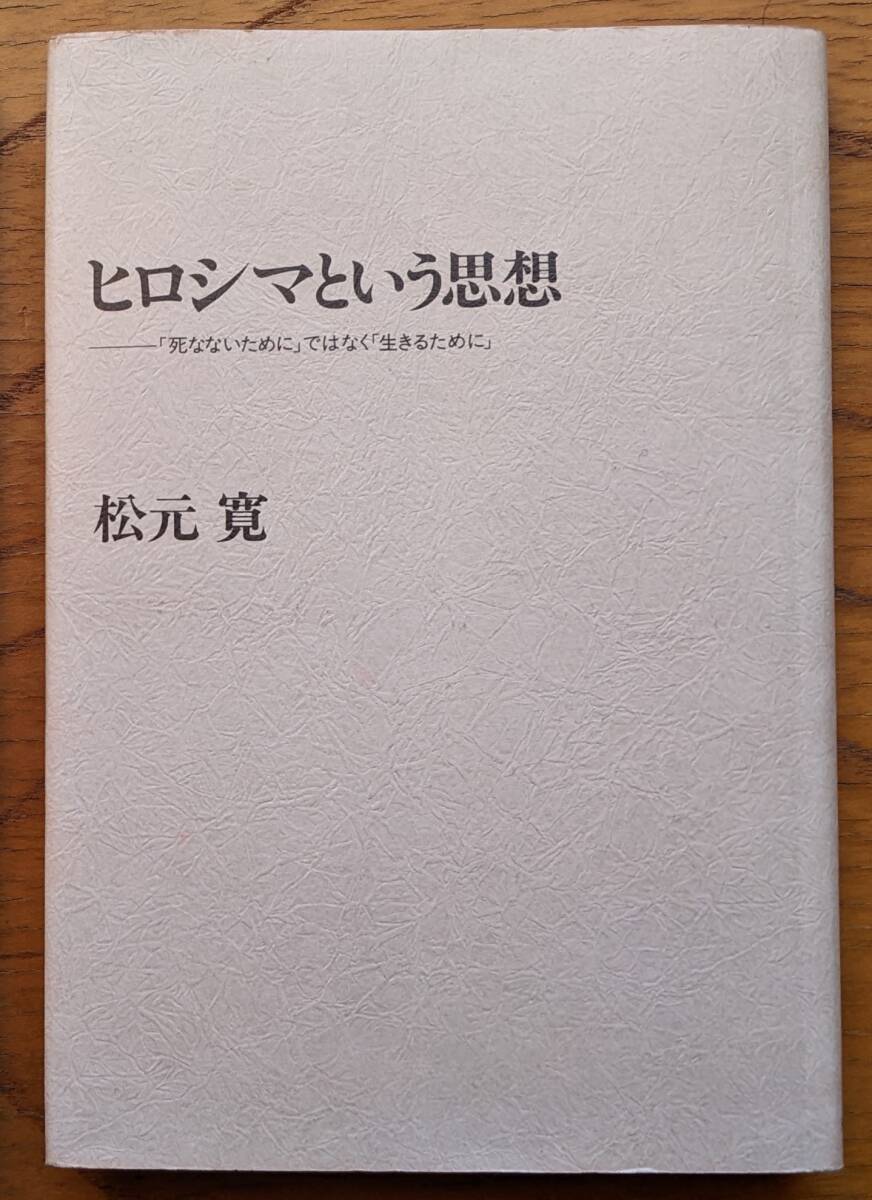 ヒロシマという思想
———「死なないために」ではなく「生きるために」
松元 寛